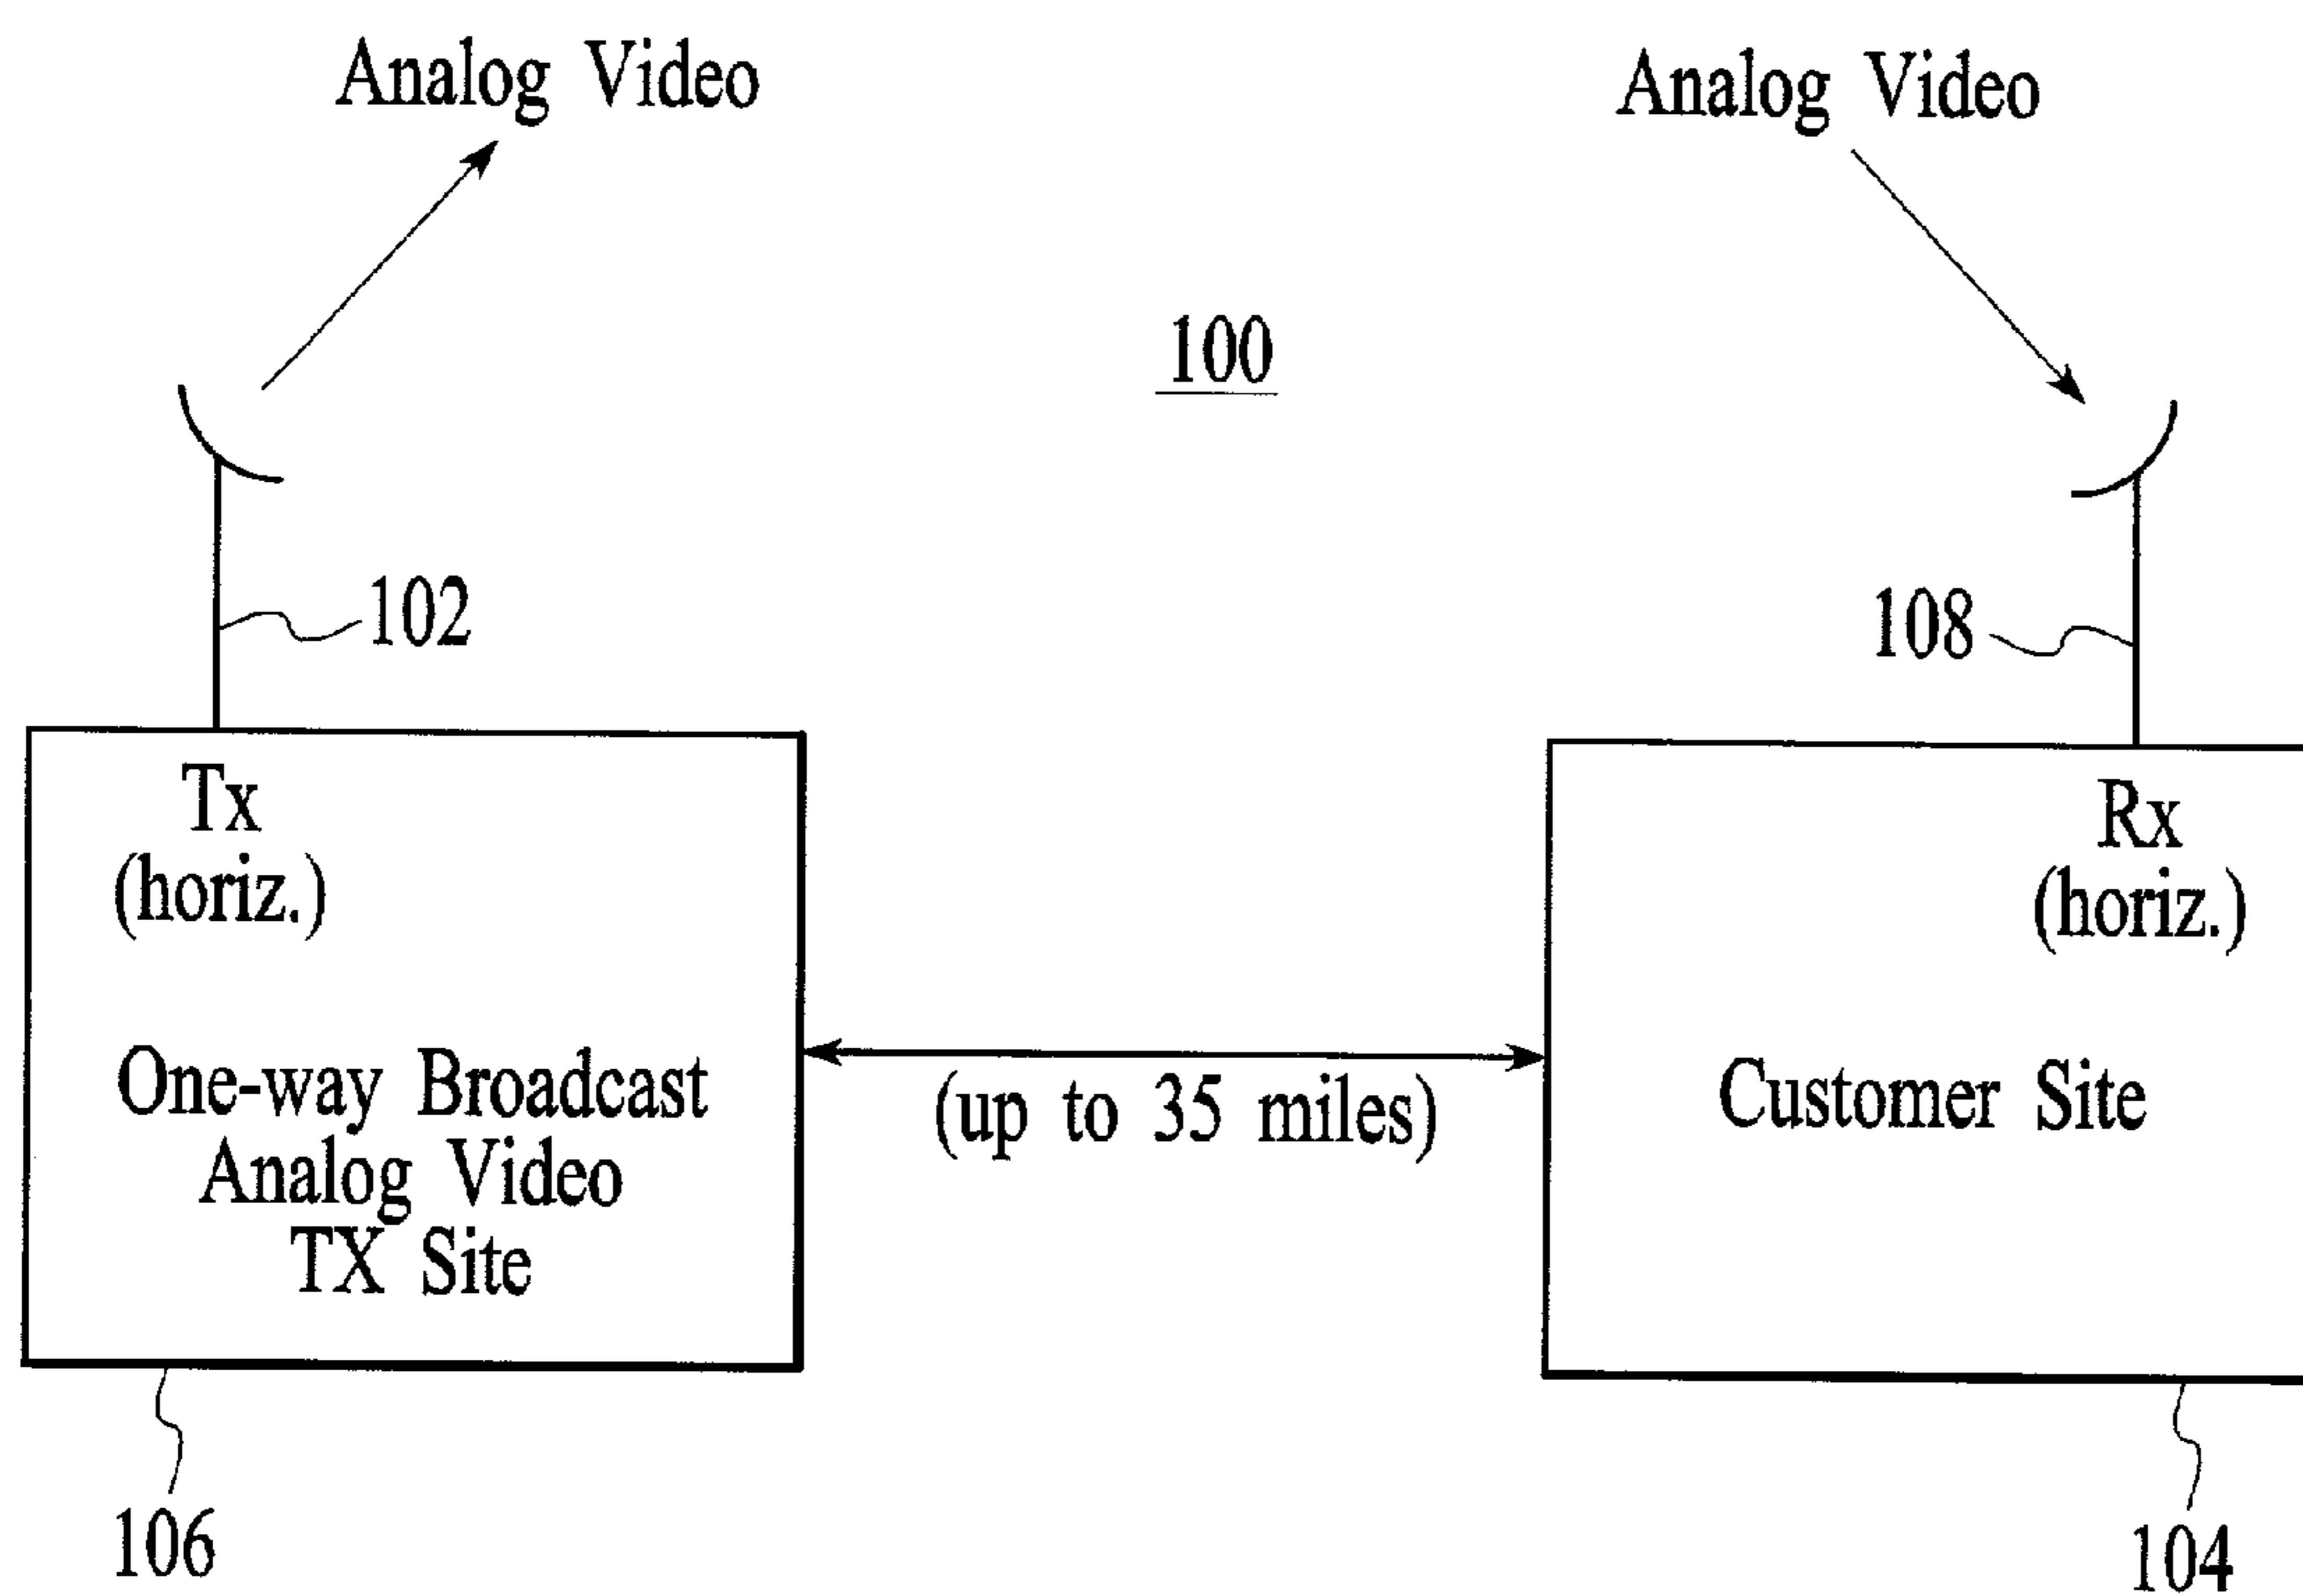 Analog Video
Analog Video
100
102
108
Tx
(horiz.)
Rx
(horiz.)
One-way Broadcast
Analog Video
TX Site
(up to 35 miles)
Customer Site
106
104